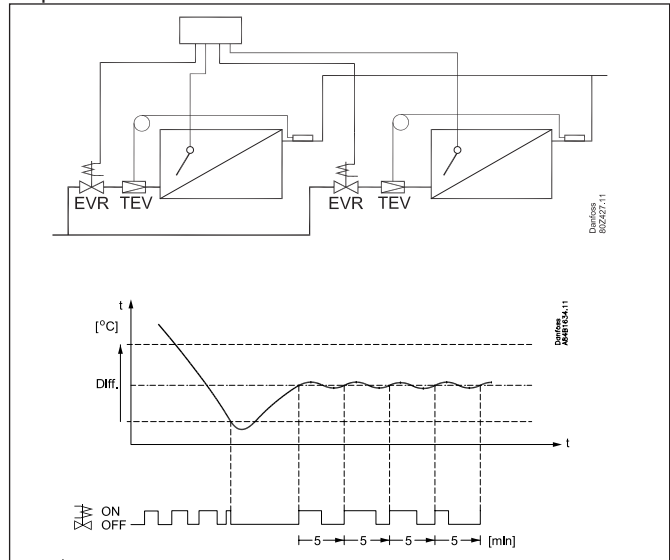 EVR TEV EVR TEV
Danfoss
80Z427.11
t
[°C]
Diff.
t
Danfoss
A84B1634.11
ON
OFF
5 5 5 5 [min]